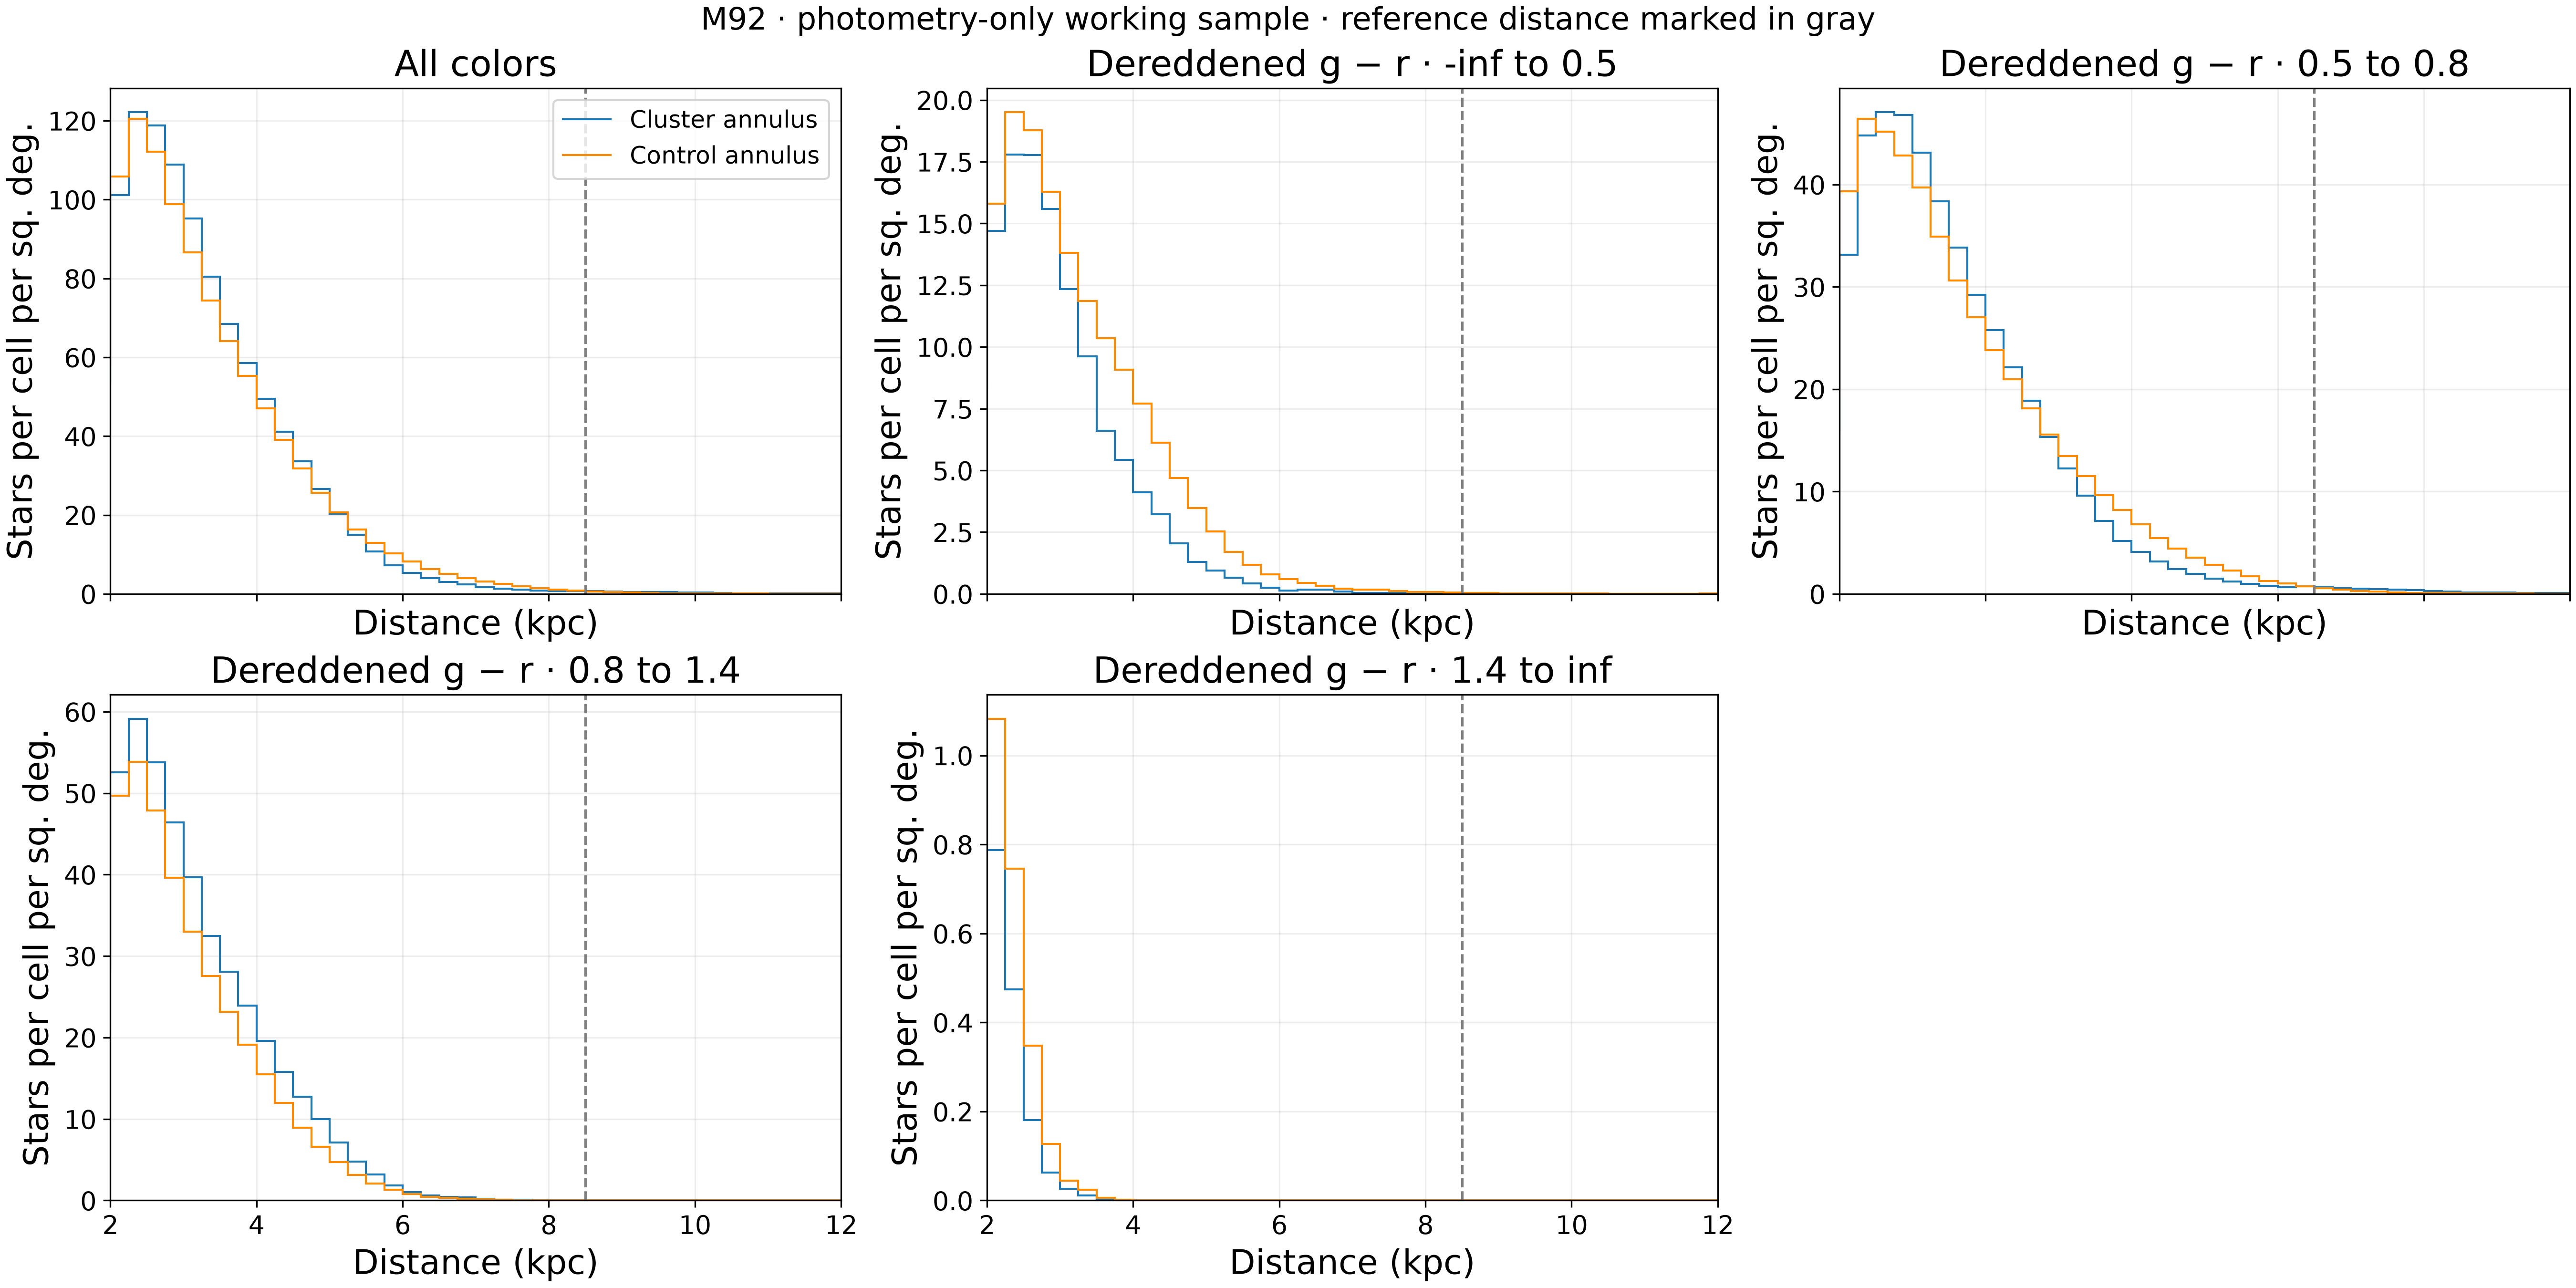 M92 · photometry-only working sample · reference distance marked in gray
All colors
Stars per cell per sq. deg.
120
100
80
60
40
20
0
Cluster annulus
Control annulus
Distance (kpc)
Dereddened g − r · -inf to 0.5
Stars per cell per sq. deg.
20.0
17.5
15.0
12.5
10.0
7.5
5.0
2.5
0.0
Distance (kpc)
Dereddened g − r · 0.5 to 0.8
Stars per cell per sq. deg.
40
30
20
10
0
Distance (kpc)
Dereddened g − r · 0.8 to 1.4
Stars per cell per sq. deg.
60
50
40
30
20
10
0
2 4 6 8 10 12
Distance (kpc)
Dereddened g − r · 1.4 to inf
Stars per cell per sq. deg.
1.0
0.8
0.6
0.4
0.2
0.0
2 4 6 8 10 12
Distance (kpc)